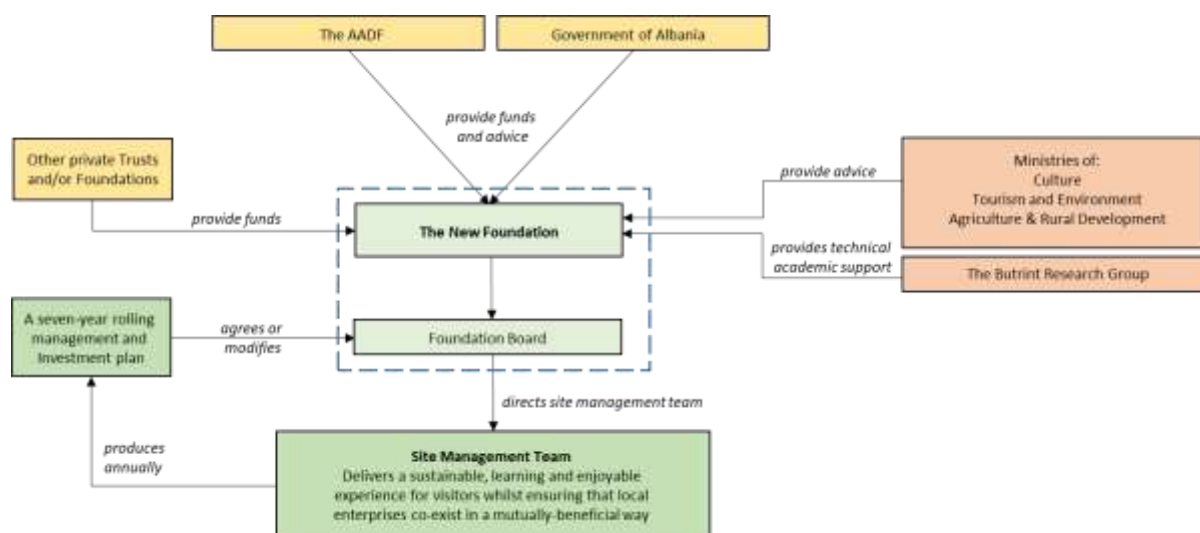 The AADF
Government of Albania
provide funds
and advice
Other private Trusts
and/or Foundations
Ministries of:
Culture
Tourism and Environment
Agriculture & Rural Development
provide advice
provide funds
The New Foundation
provides technical
academic support
The Butrint Research Group
A seven-year rolling
management and
Investment plan
agrees or
modifies
Foundation Board
directs site management team
produces
annually
Site Management Team
Delivers a sustainable, learning and enjoyable
experience for visitors whilst ensuring that local
enterprises co-exist in a mutually-beneficial way